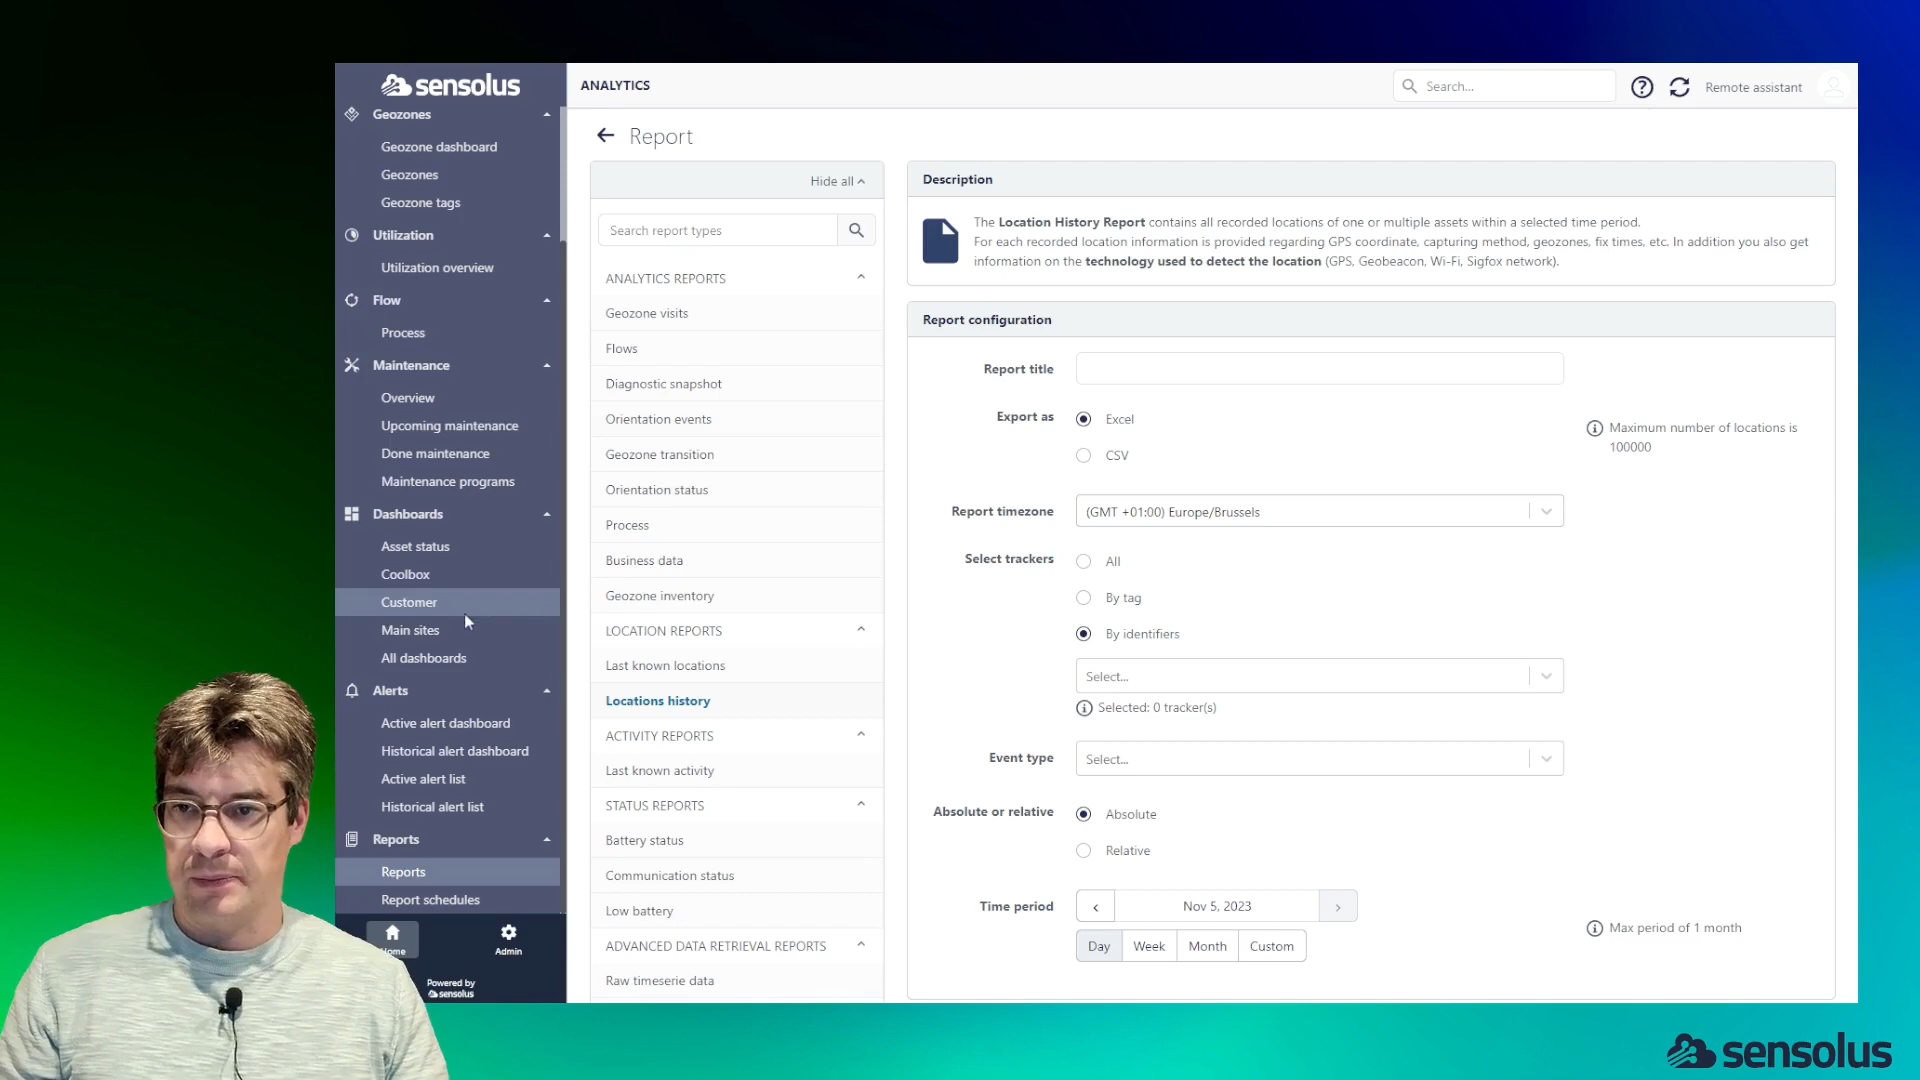 sensolus
Geozones
Geozone dashboard
Geozones
Geozone tags
Utilization
Utilization overview
Flow
Process
Maintenance
Overview
Upcoming maintenance
Done maintenance
Maintenance programs
Dashboards
Asset status
Coolbox
Customer
Main sites
All dashboards
Alerts
Active alert dashboard
Historical alert dashboard
Active alert list
Historical alert list
Reports
Reports
Report schedules
Home
Admin
Powered by
sensolus
ANALYTICS
Search...
Remote assistant
Report
Hide all
Search report types
ANALYTICS REPORTS
Geozone visits
Flows
Diagnostic snapshot
Orientation events
Geozone transition
Orientation status
Process
Business data
Geozone inventory
LOCATION REPORTS
Last known locations
Locations history
ACTIVITY REPORTS
Last known activity
STATUS REPORTS
Battery status
Communication status
Low battery
ADVANCED DATA RETRIEVAL REPORTS
Raw timeserie data
Description
The Location History Report contains all recorded locations of one or multiple assets within a selected time period.
For each recorded location information is provided regarding GPS coordinate, capturing method, geozones, fix times, etc. In addition you also get
information on the technology used to detect the location (GPS, Geobeacon, Wi-Fi, Sigfox network).
Report configuration
Report title
Export as
Excel
CSV
Maximum number of locations is
100000
Report timezone
(GMT +01:00) Europe/Brussels
Select trackers
All
By tag
By identifiers
Select...
Selected: 0 tracker(s)
Event type
Select...
Absolute or relative
Absolute
Relative
Time period
Nov 5, 2023
Day Week Month Custom
Max period of 1 month
sensolus